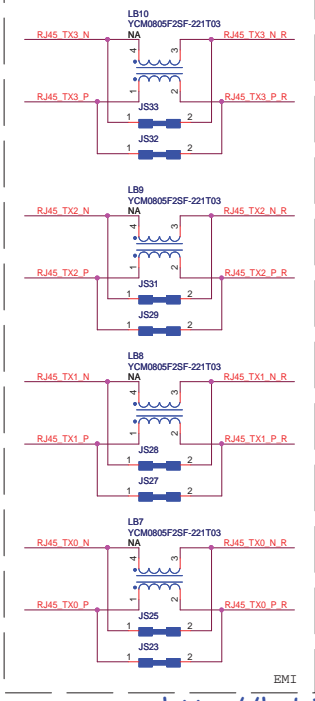 LB10
YCM0805F2SF-221T03
RJ45_TX3_N NA RJ45_TX3_N_R
4 3
RJ45_TX3_P 1 2 RJ45_TX3_P_R
JS33
1 2
JS32
1 2
LB9
YCM0805F2SF-221T03
RJ45_TX2_N NA RJ45_TX2_N_R
4 3
RJ45_TX2_P 1 2 RJ45_TX2_P_R
JS31
1 2
JS29
1 2
LB8
YCM0805F2SF-221T03
RJ45_TX1_N NA RJ45_TX1_N_R
4 3
RJ45_TX1_P 1 2 RJ45_TX1_P_R
JS28
1 2
JS27
1 2
LB7
YCM0805F2SF-221T03
RJ45_TX0_N NA RJ45_TX0_N_R
4 3
RJ45_TX0_P 1 2 RJ45_TX0_P_R
JS25
1 2
JS23
1 2
EMI